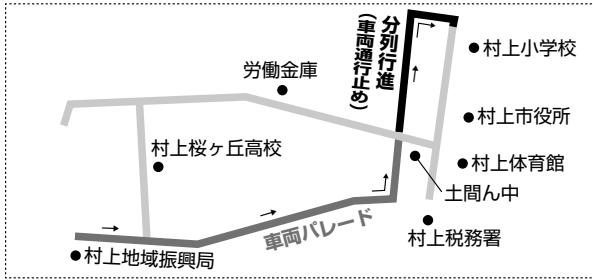 分列行進
(車両通行止め)
村上小学校
労働金庫
村上市役所
村上桜ヶ丘高校
村上体育館
土間ん中
車両パレード
村上税務署
村上地域振興局